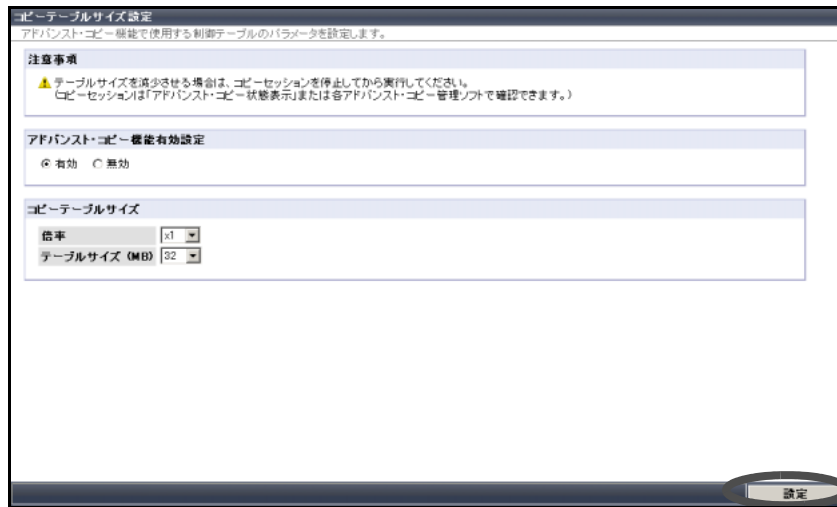 コピーテーブルサイズ設定
アドバンスト・コピー機能で使用する制御テーブルのパラメータを設定します。
注意事項
テーブルサイズを減少させる場合は、コピーセッションを停止してから実行してください。
(コピーセッションは「アドバンスト・コピー状態表示」または各アドバンスト・コピー管理ソフトで確認できます。)
アドバンスト・コピー機能有効設定
有効 無効
コピーテーブルサイズ
倍率 x1
テーブルサイズ (MB) 32
設定